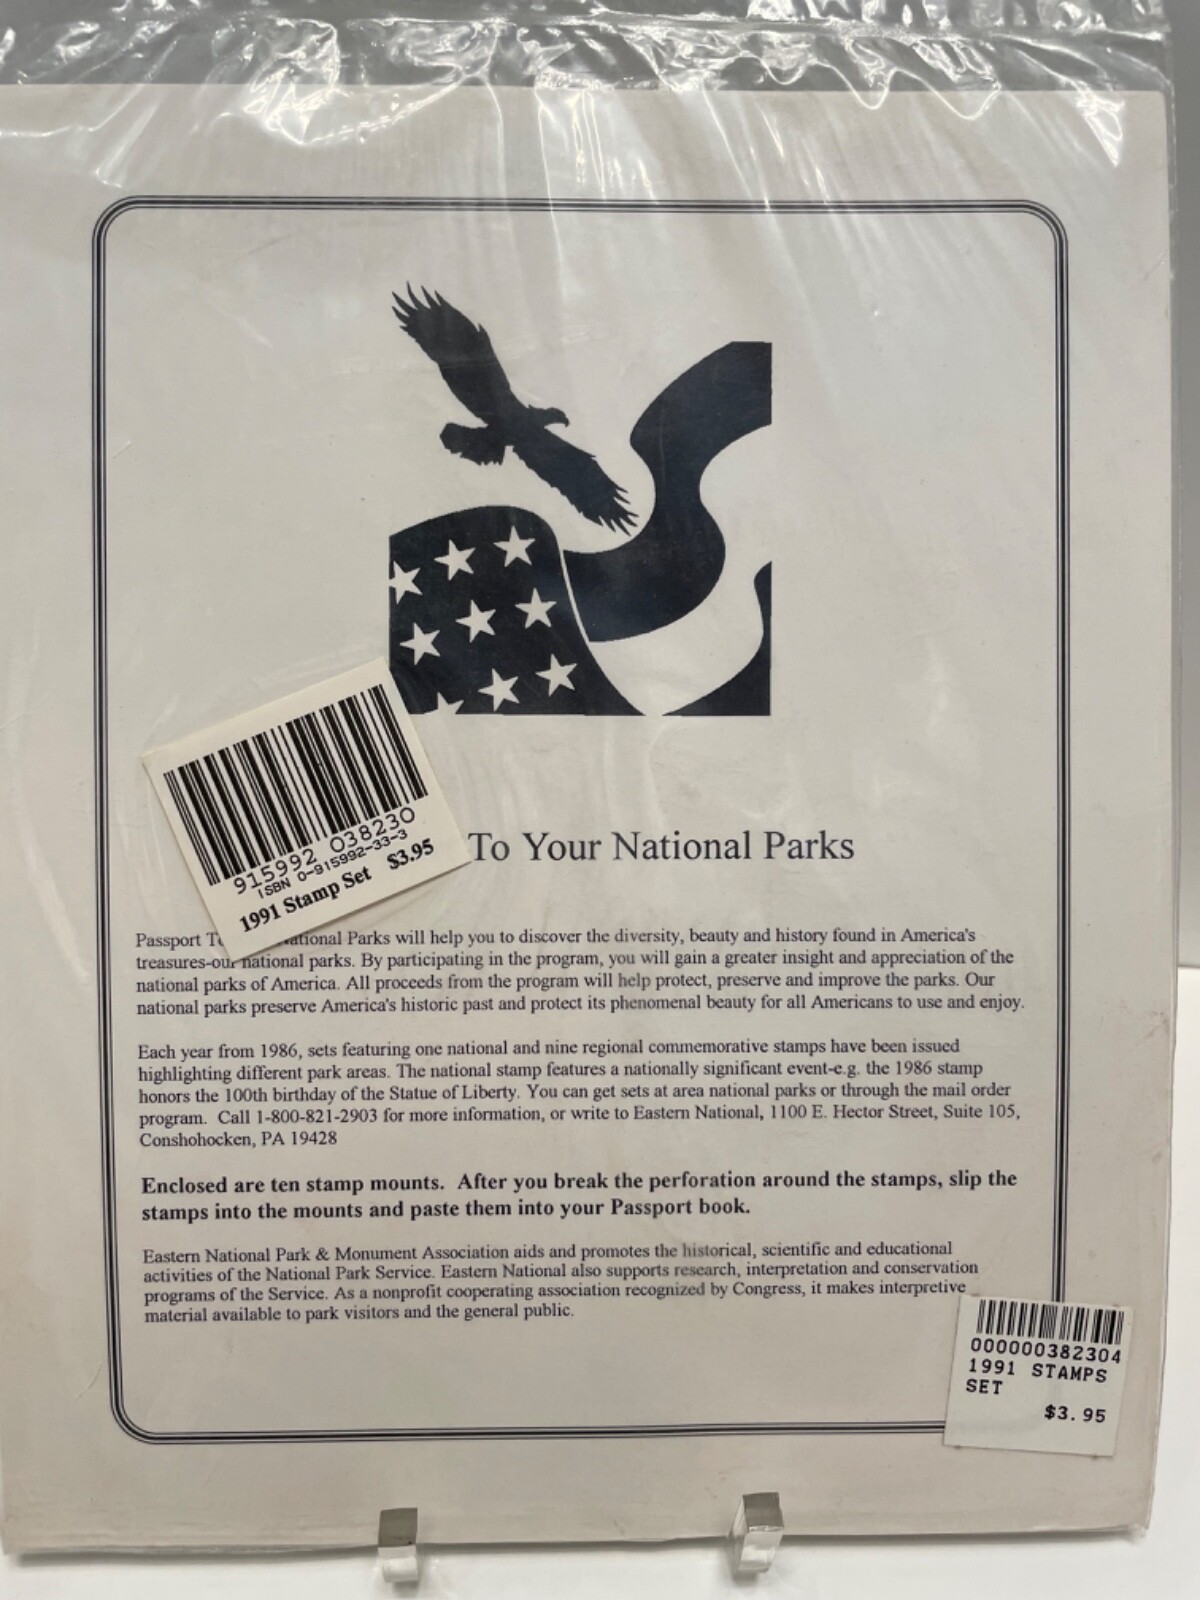 To Your National Parks
915992 038230
ISBN 0-915992-33-3
1991 Stamp Set $3.95
Passport To National Parks will help you to discover the diversity, beauty and history found in America's
treasures-our national parks. By participating in the program, you will gain a greater insight and appreciation of the
national parks of America. All proceeds from the program will help protect, preserve and improve the parks. Our
national parks preserve America's historic past and protect its phenomenal beauty for all Americans to use and enjoy.
Each year from 1986, sets featuring one national and nine regional commemorative stamps have been issued
highlighting different park areas. The national stamp features a nationally significant event-e.g. the 1986 stamp
honors the 100th birthday of the Statue of Liberty. You can get sets at area national parks or through the mail order
program. Call 1-800-821-2903 for more information, or write to Eastern National, 1100 E. Hector Street, Suite 105,
Conshohocken, PA 19428
Enclosed are ten stamp mounts. After you break the perforation around the stamps, slip the
stamps into the mounts and paste them into your Passport book.
Eastern National Park & Monument Association aids and promotes the historical, scientific and educational
activities of the National Park Service. Eastern National also supports research, interpretation and conservation
programs of the Service. As a nonprofit cooperating association recognized by Congress, it makes interpretive
material available to park visitors and the general public.
000000382304
1991 STAMPS
SET
$3.95